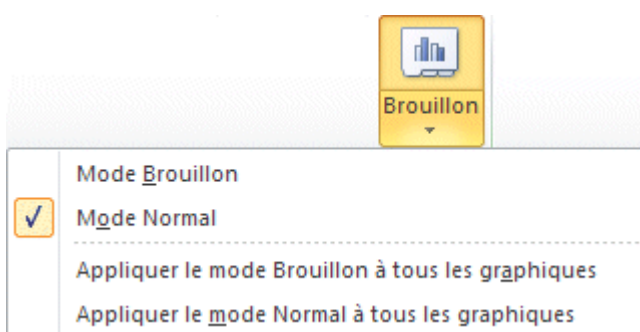 Brouillon
Mode Brouillon
Mode Normal
Appliquer le mode Brouillon à tous les graphiques
Appliquer le mode Normal à tous les graphiques